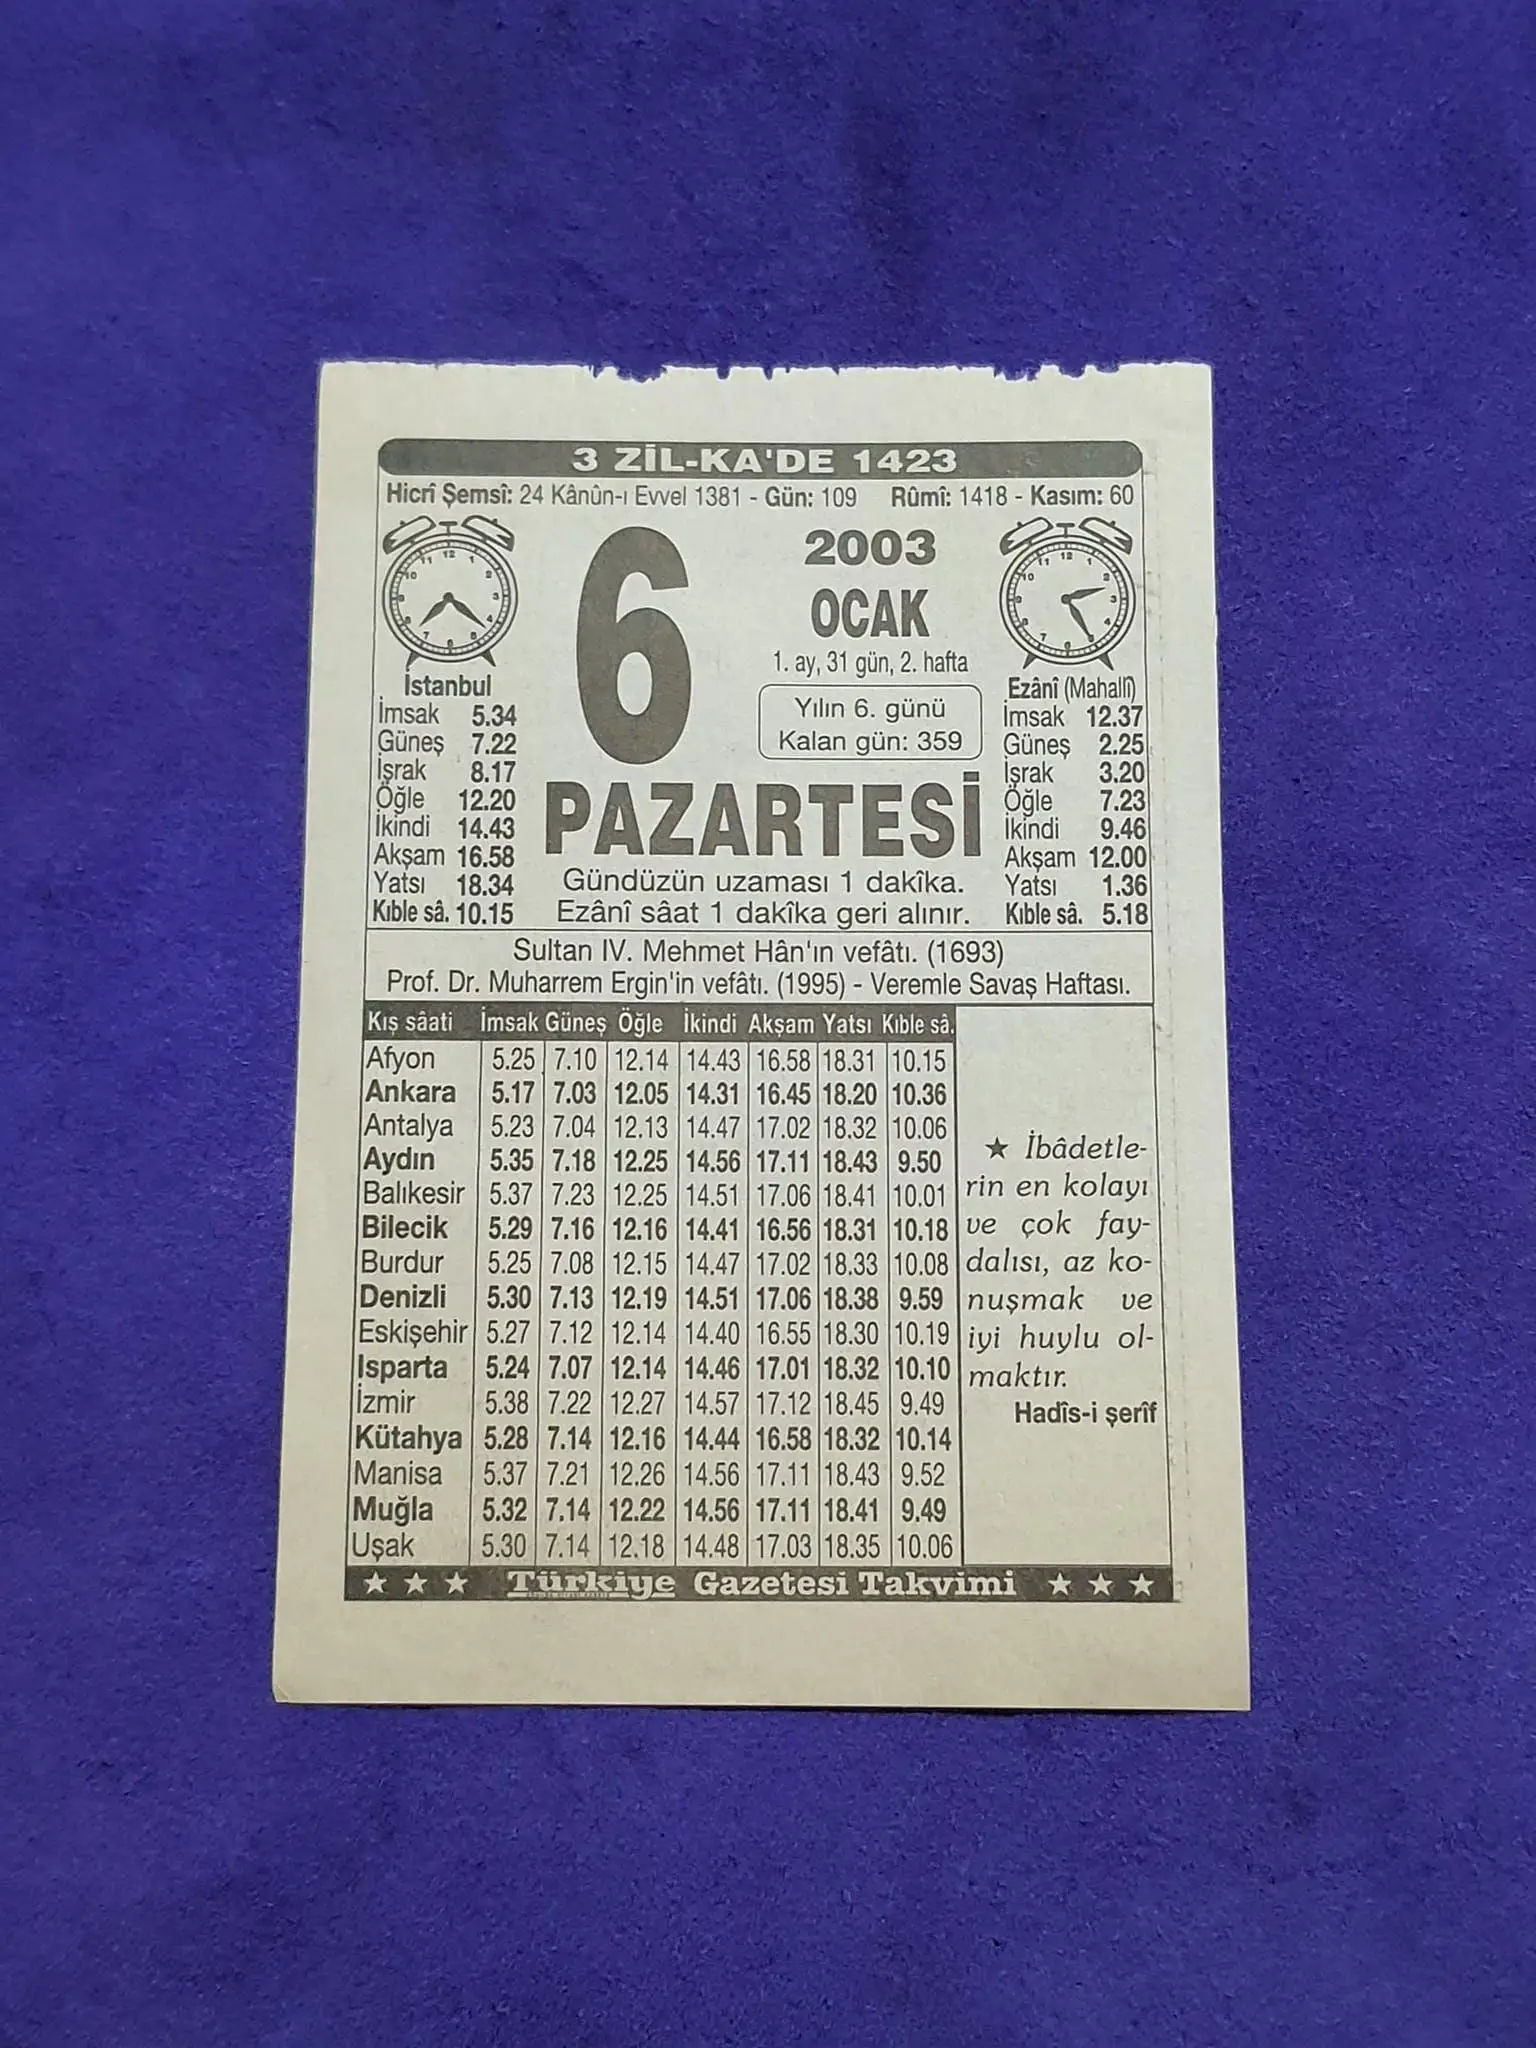 3 ZİL-KA'DE 1423
Hicrî Şemsî: 24 Kânûn-ı Evvel 1381 - Gün: 109 Rûmî: 1418 - Kasım: 60
İstanbul
İmsak 5.34
Güneş 7.22
İşrak 8.17
Öğle 12.20
İkindi 14.43
Akşam 16.58
Yatsı 18.34
Kıble sâ. 10.15
6
2003
OCAK
1. ay, 31 gün, 2. hafta
Yılın 6. günü
Kalan gün: 359
PAZARTESİ
Gündüzün uzaması 1 dakîka.
Ezânî sâat 1 dakîka geri alınır.
Ezânî (Mahallî)
İmsak 12.37
Güneş 2.25
İşrak 3.20
Öğle 7.23
İkindi 9.46
Akşam 12.00
Yatsı 1.36
Kıble sâ. 5.18
Sultan IV. Mehmet Hân'ın vefâtı. (1693)
Prof. Dr. Muharrem Ergin'in vefâtı. (1995) - Veremle Savaş Haftası.
Kış sâati İmsak Güneş Öğle İkindi Akşam Yatsı Kıble sâ.
Afyon 5.25 7.10 12.14 14.43 16.58 18.31 10.15
Ankara 5.17 7.03 12.05 14.31 16.45 18.20 10.36
Antalya 5.23 7.04 12.13 14.47 17.02 18.32 10.06
Aydın 5.35 7.18 12.25 14.56 17.11 18.43 9.50
Balıkesir 5.37 7.23 12.25 14.51 17.06 18.41 10.01
Bilecik 5.29 7.16 12.16 14.41 16.56 18.31 10.18
Burdur 5.25 7.08 12.15 14.47 17.02 18.33 10.08
Denizli 5.30 7.13 12.19 14.51 17.06 18.38 9.59
Eskişehir 5.27 7.12 12.14 14.40 16.55 18.30 10.19
Isparta 5.24 7.07 12.14 14.46 17.01 18.32 10.10
İzmir 5.38 7.22 12.27 14.57 17.12 18.45 9.49
Kütahya 5.28 7.14 12.16 14.44 16.58 18.32 10.14
Manisa 5.37 7.21 12.26 14.56 17.11 18.43 9.52
Muğla 5.32 7.14 12.22 14.56 17.11 18.41 9.49
Uşak 5.30 7.14 12.18 14.48 17.03 18.35 10.06
★ İbâdetle-
rin en kolayı
ve çok fay-
dalısı, az ko-
nuşmak ve
iyi huylu ol-
maktır.
Hadîs-i şerîf
★ ★ ★ Türkiye Gazetesi Takvimi ★ ★ ★